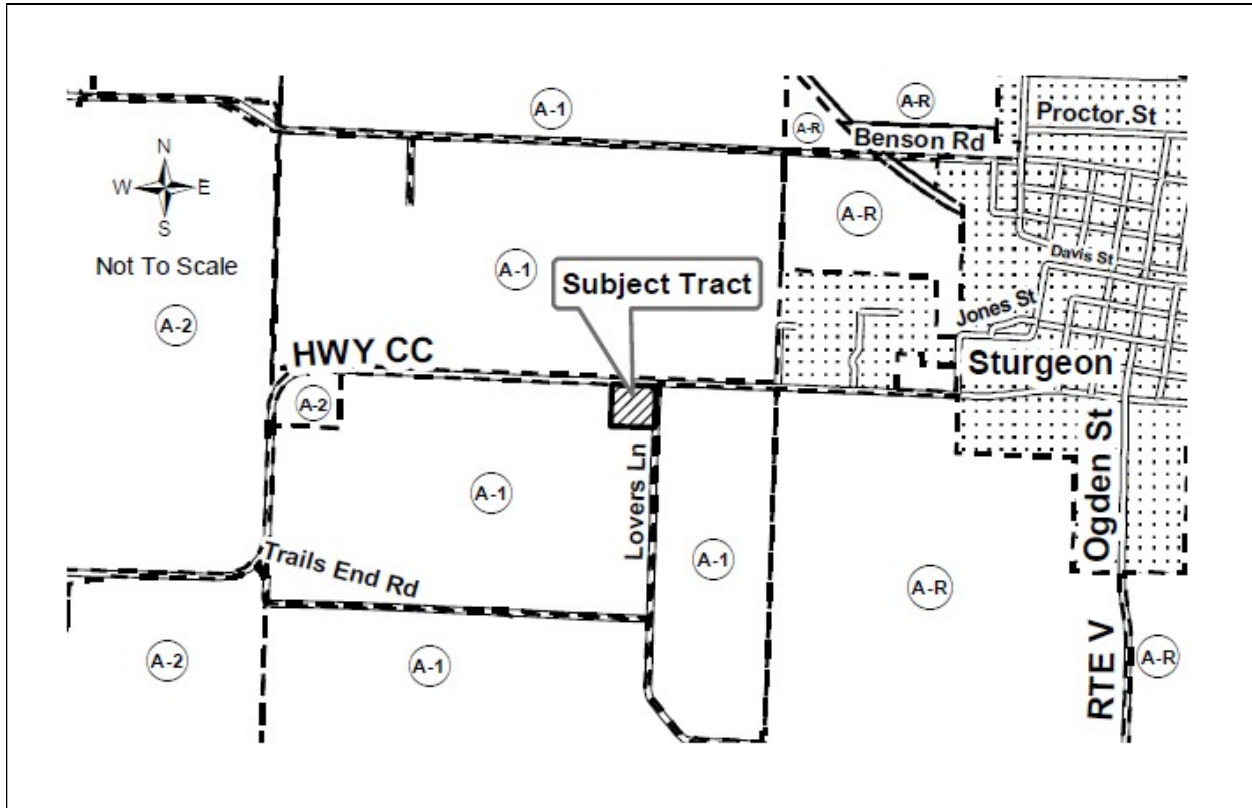 A-1
A-R
Proctor St
A-R
Benson Rd
N
W E
S
Not To Scale
A-R
Davis St
A-1
Subject Tract
Jones St
A-2
HWY CC
Sturgeon
A-2
Lovers Ln
Ogden St
A-1
A-1
Trails End Rd
A-R
A-2
A-1
RTE V
A-R